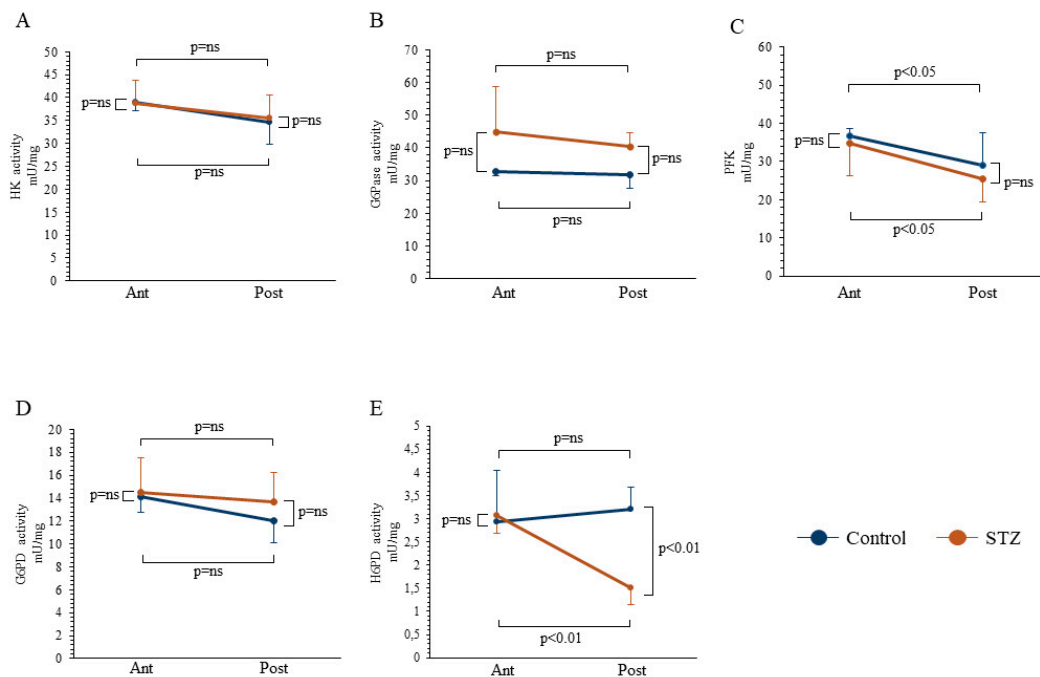 A
HK activity
mU/mg
50
45
40
35
30
25
20
15
10
5
0
p=ns
p=ns
p=ns
p=ns
Ant Post
B
G6Pase activity
mU/mg
70
60
50
40
30
20
10
0
p=ns
p=ns
p=ns
p=ns
Ant Post
C
PFK
mU/mg
60
50
40
30
20
10
0
p<0.05
p=ns
p=ns
p<0.05
Ant Post
D
G6PD activity
mU/mg
20
18
16
14
12
10
8
6
4
2
0
p=ns
p=ns
p=ns
p=ns
Ant Post
E
H6PD activity
mU/mg
5
4,5
4
3,5
3
2,5
2
1,5
1
0,5
0
p=ns
p=ns
p<0.01
p<0.01
Ant Post
Control STZ